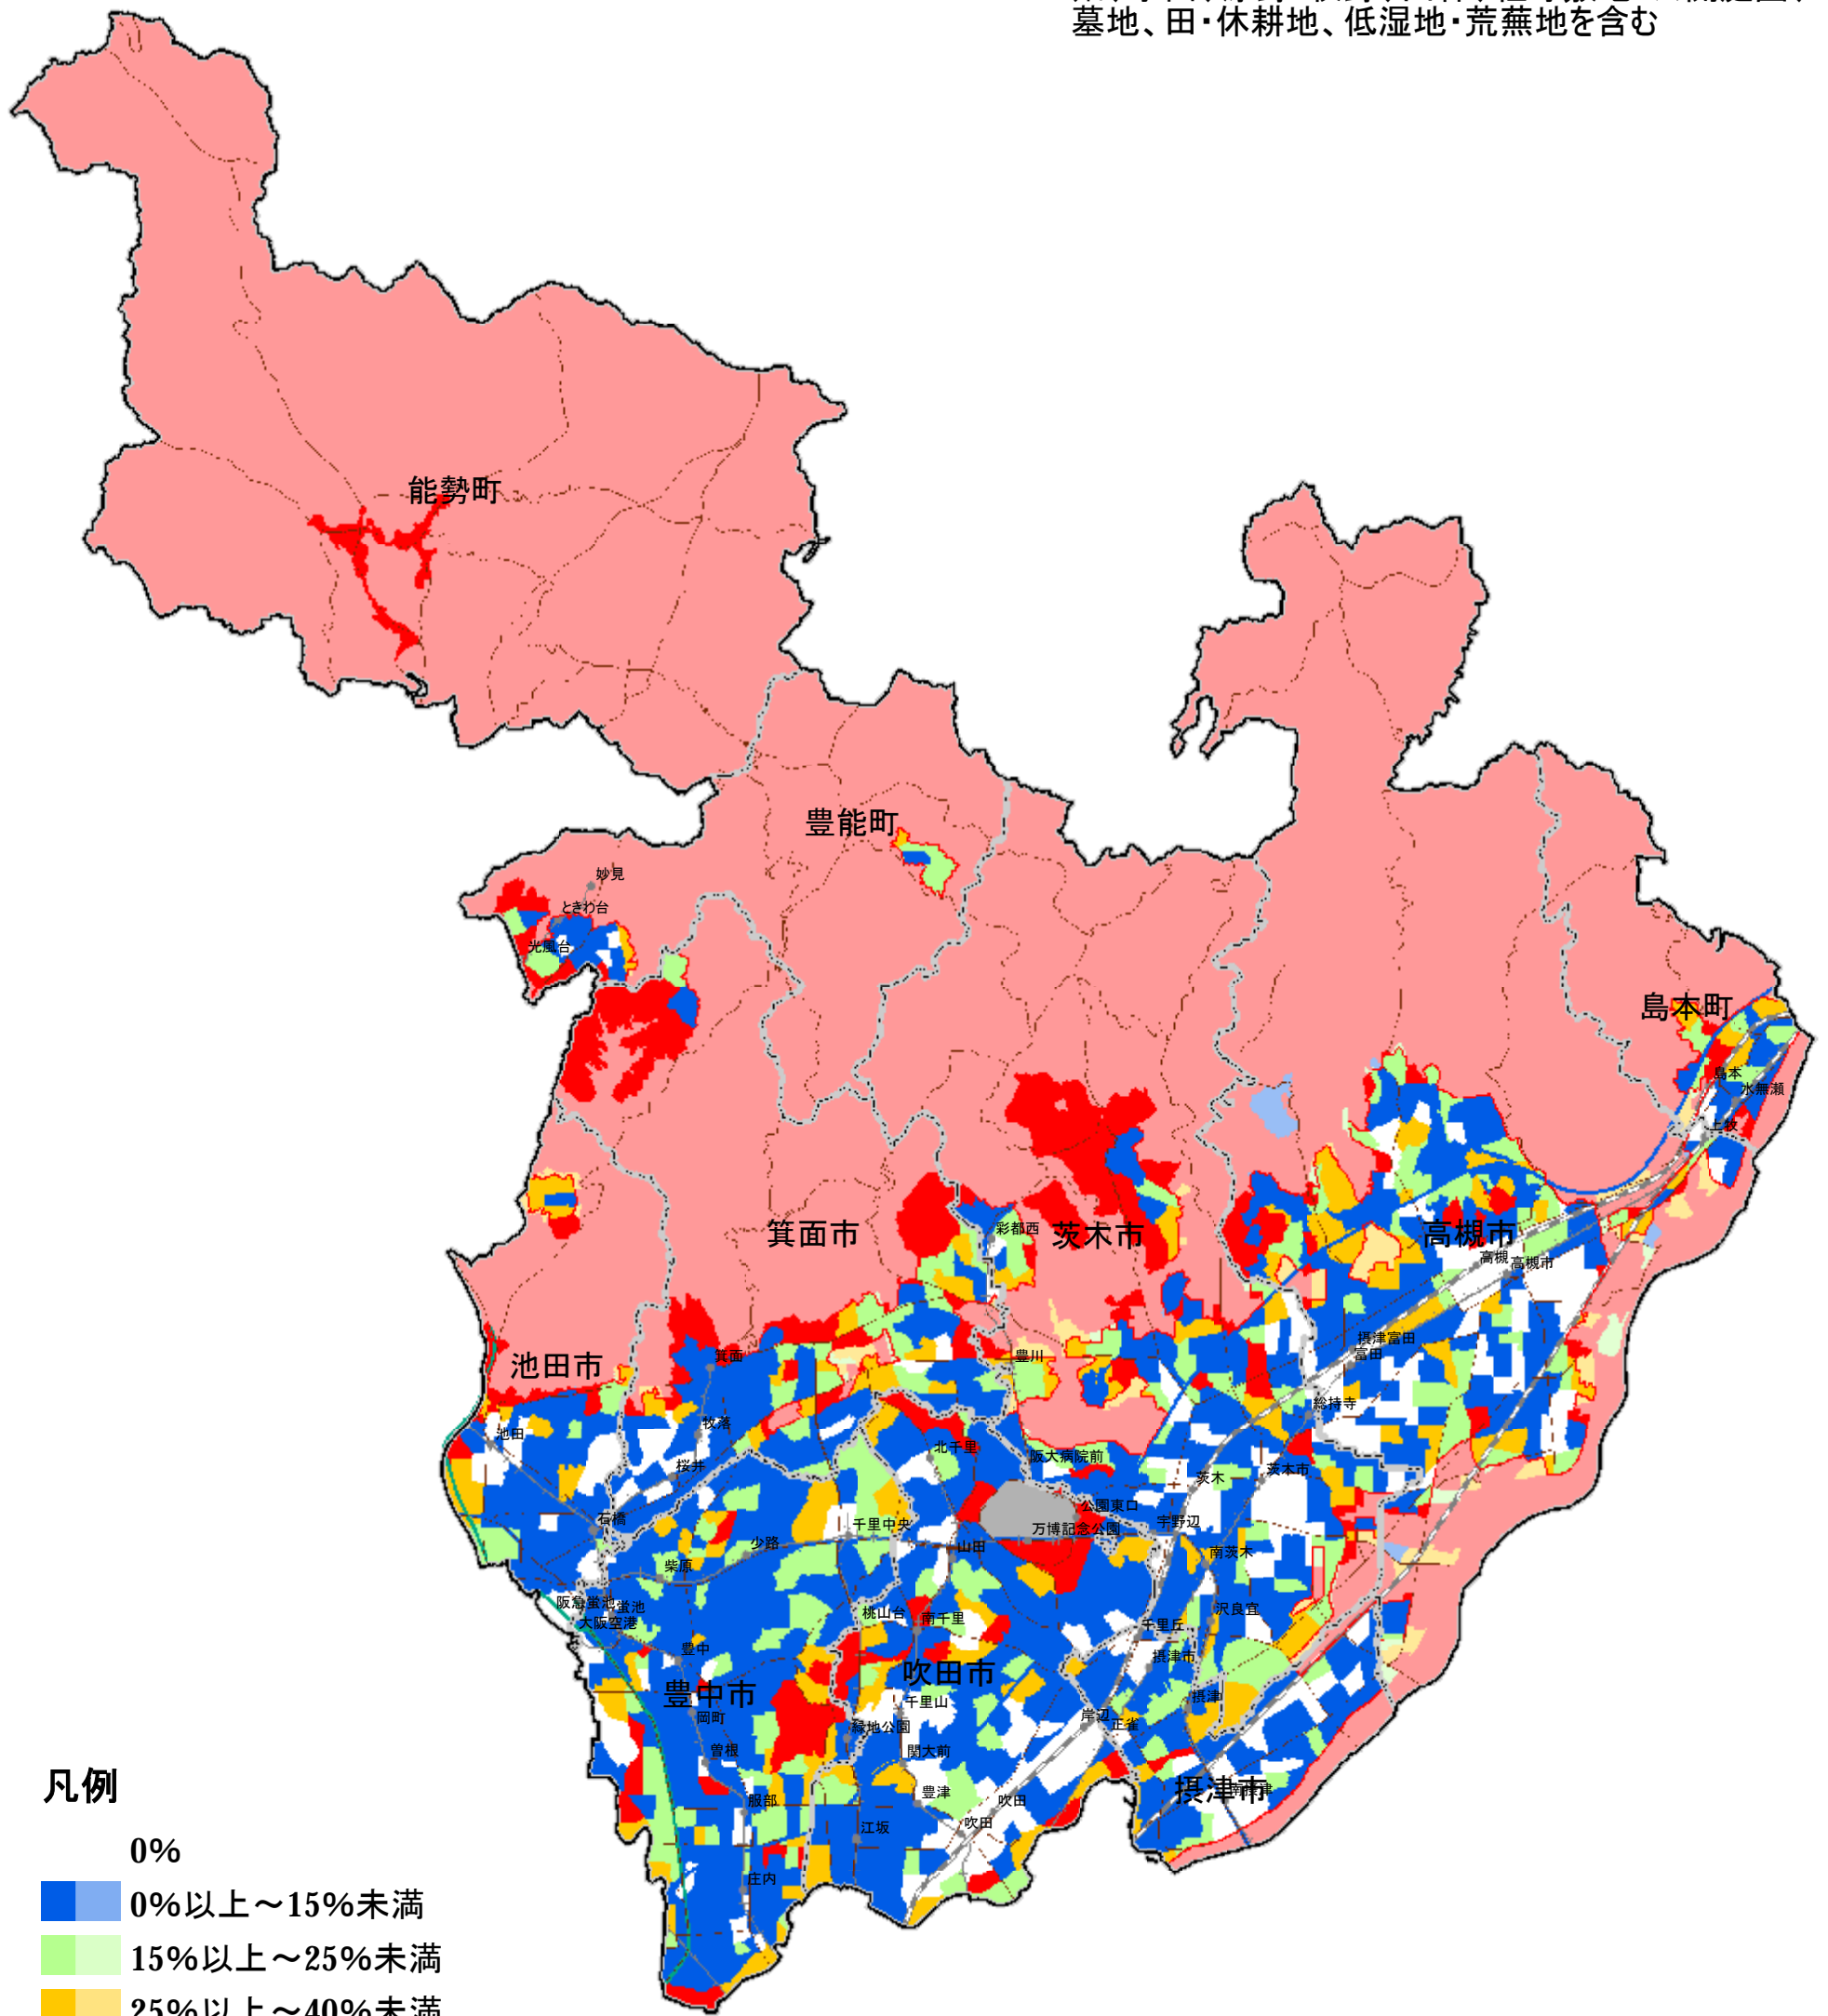 墓地、田・休耕地、低湿地・荒蕪地を含む
能勢町
豊能町
妙見
ときわ台
光風台
島本町
島本
水無瀬
上牧
箕面市
彩都西
茨木市
高槻市
高槻
高槻市
摂津富田
富田
池田市
箕面
豊川
総持寺
牧落
池田
北千里
阪大病院前
桜井
茨木
茨木市
公園東口
石橋
千里中央
万博記念公園
宇野辺
少路
山田
南茨木
柴原
阪急蛍池
蛍池
桃山台
南千里
沢良宜
大阪空港
千里丘
豊中
摂津市
吹田市
豊中市
千里山
摂津
岡町
緑地公園
岸辺
正雀
曽根
関大前
摂津市
南摂津
豊津
服部
吹田
江坂
吹田
庄内
凡例
0%
0%以上～15%未満
15%以上～25%未満
25%以上～40%未満